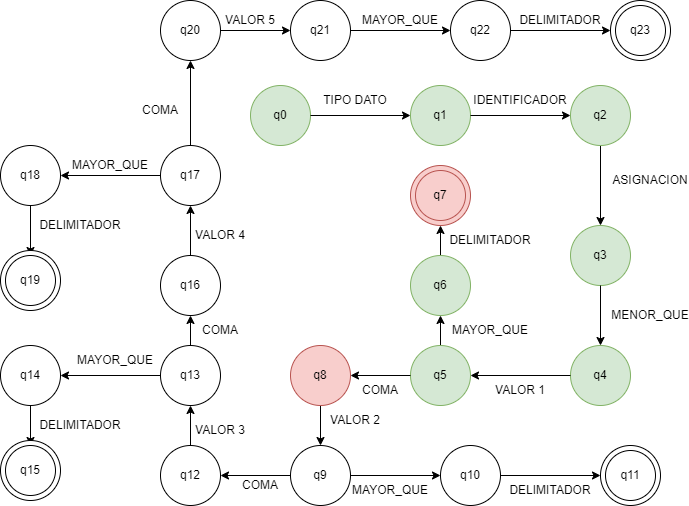 q20
VALOR 5
q21
MAYOR_QUE
q22
DELIMITADOR
q23
COMA
q0
TIPO DATO
q1
IDENTIFICADOR
q2
q18
MAYOR_QUE
q17
ASIGNACION
q7
DELIMITADOR
VALOR 4
DELIMITADOR
q3
q19
q16
q6
MENOR_QUE
COMA
MAYOR_QUE
q14
MAYOR_QUE
q13
q8
COMA
q5
VALOR 1
q4
DELIMITADOR
VALOR 3
VALOR 2
q15
q12
COMA
q9
MAYOR_QUE
q10
DELIMITADOR
q11